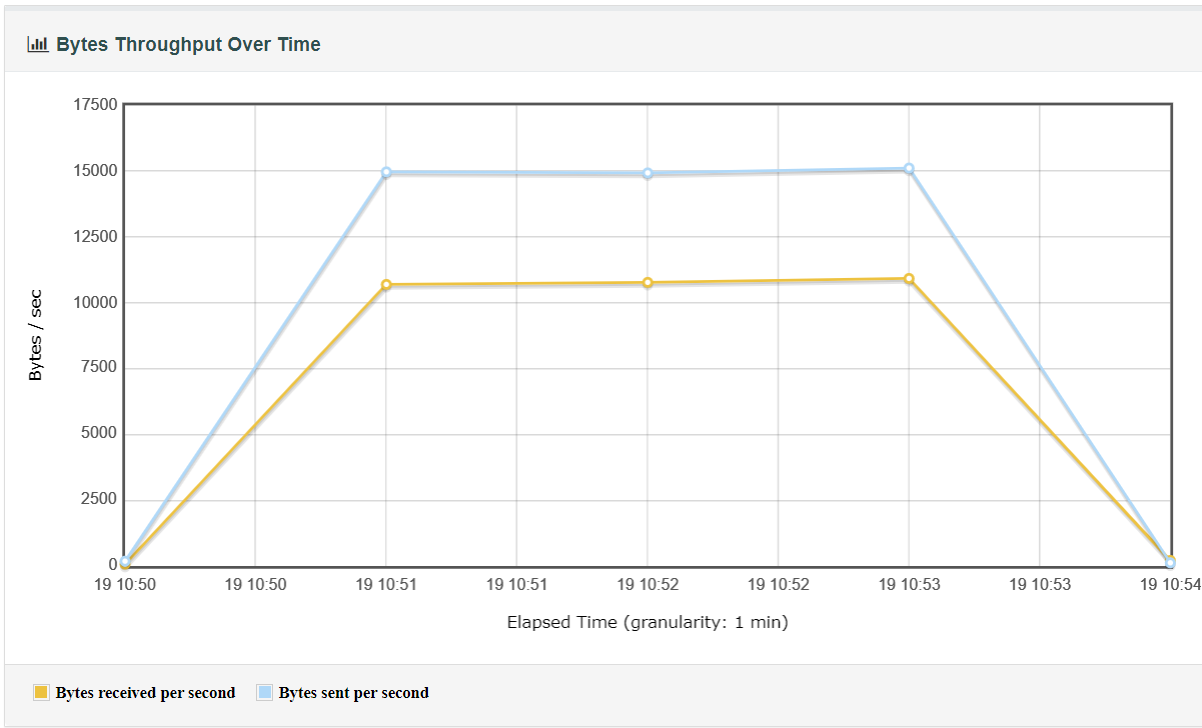 Bytes Throughput Over Time
17500
15000
12500
10000
7500
5000
2500
0
Bytes / sec
19 10:50 19 10:50 19 10:51 19 10:51 19 10:52 19 10:52 19 10:53 19 10:53 19 10:54
Elapsed Time (granularity: 1 min)
Bytes received per second Bytes sent per second